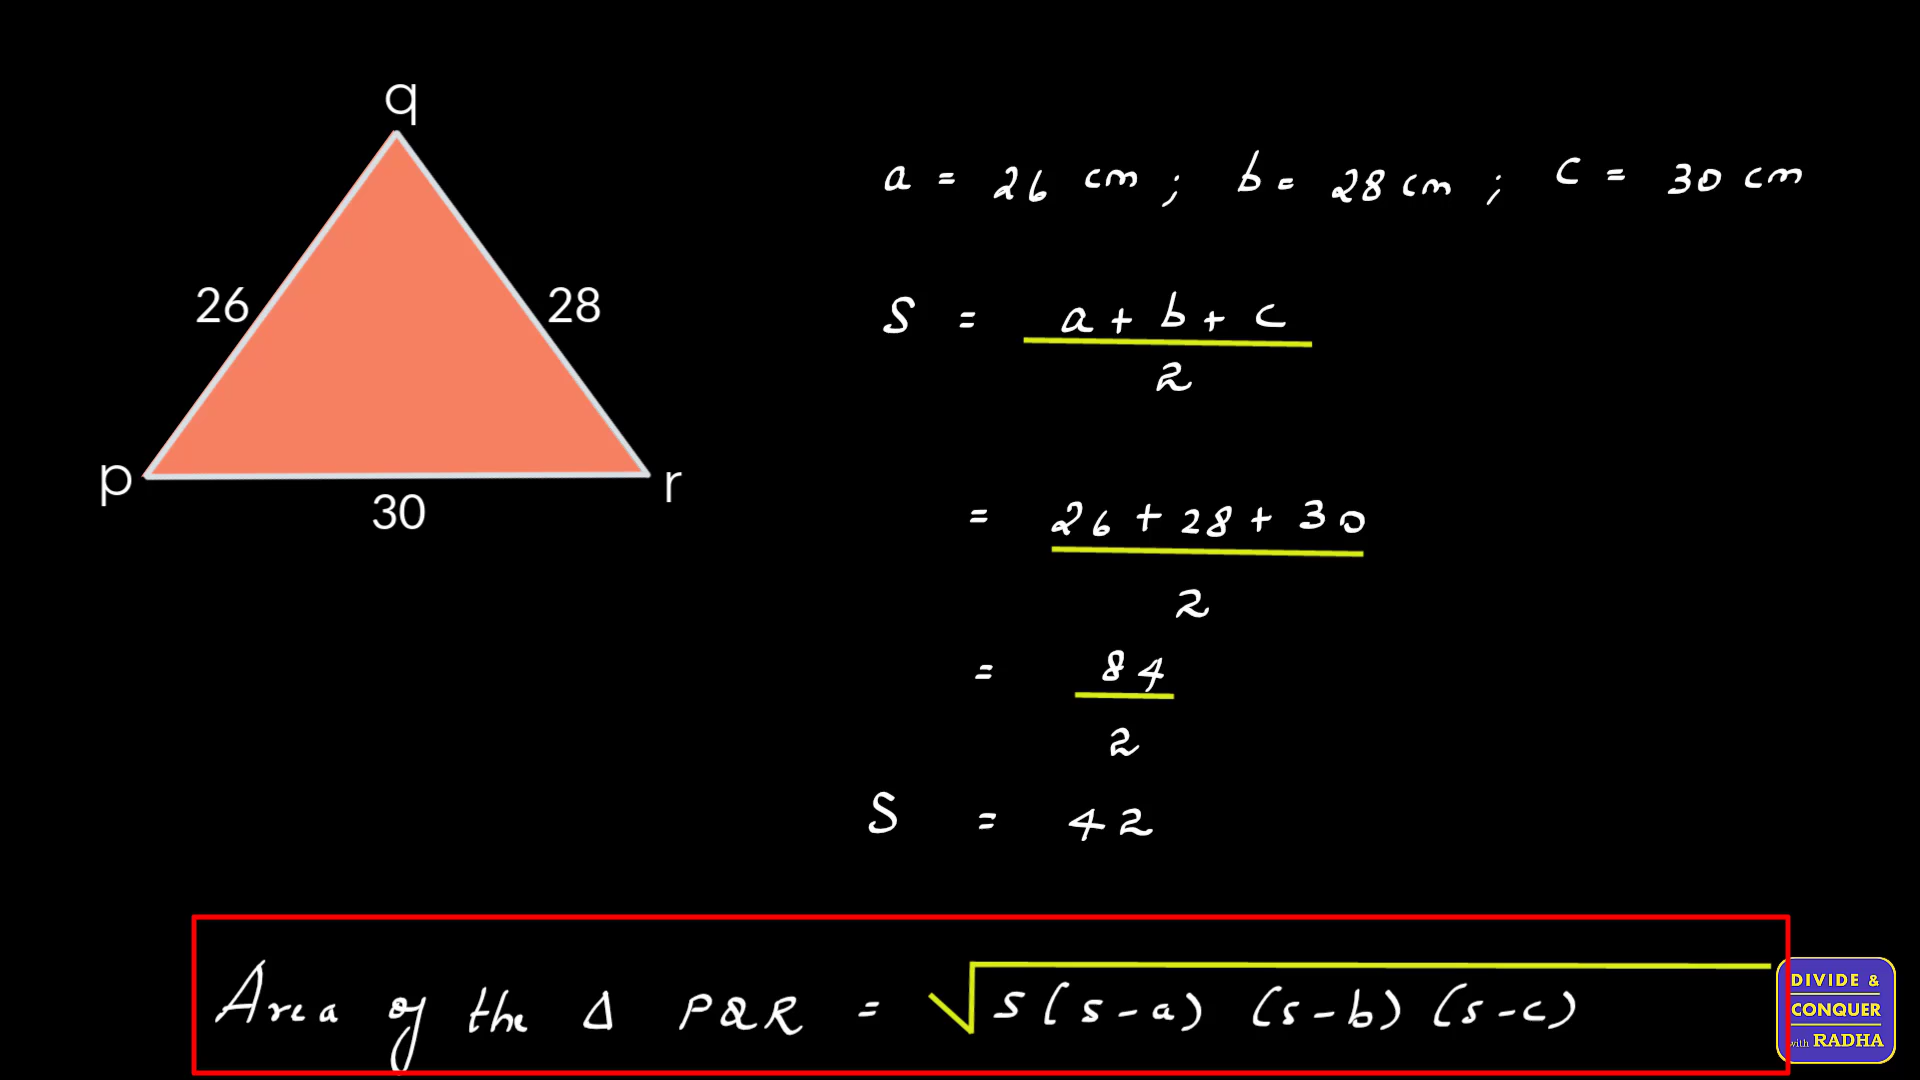 q
26
28
p
r
30
a = 26 cm ; b = 28 cm ; c = 30 cm
S = a + b + c
2
= 26 + 28 + 30
2
= 84
2
S = 42
Area of the Δ PQR = √ s(s-a) (s-b) (s-c)
DIVIDE &
CONQUER
with RADHA